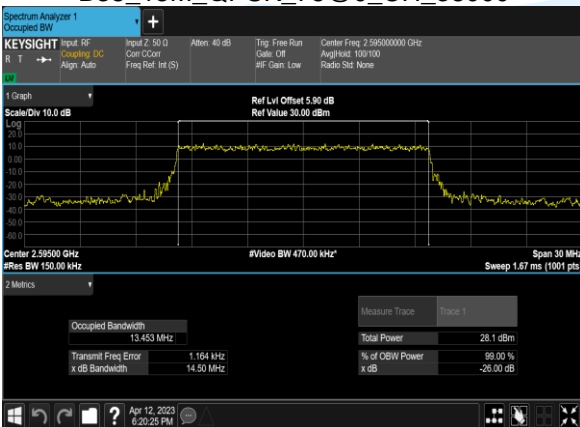 Spectrum Analyzer 1
Occupied BW
+
KEYSIGHT
R T
LW
Input: RF
Coupling: DC
Align: Auto
Input Z: 50 Ω
Corr CCorr
Freq Ref: Int (S)
Atten: 40 dB
Trig: Free Run
Gate: Off
#IF Gain: Low
Center Freq: 2.595000000 GHz
Avg|Hold: 100/100
Radio Std: None
1 Graph
Scale/Div 10.0 dB
Ref Lvl Offset 5.90 dB
Ref Value 30.00 dBm
Log
20.0
10.0
0.00
-10.0
-20.0
-30.0
-40.0
-50.0
-60.0
Center 2.59500 GHz
#Res BW 150.00 kHz
#Video BW 470.00 kHz*
Span 30 MHz
Sweep 1.67 ms (1001 pts
2 Metrics
Measure Trace
Trace 1
Occupied Bandwidth
13.453 MHz
Total Power
28.1 dBm
Transmit Freq Error
1.164 kHz
% of OBW Power
99.00 %
x dB Bandwidth
14.50 MHz
x dB
-26.00 dB
?
Apr 12, 2023
6:20:25 PM